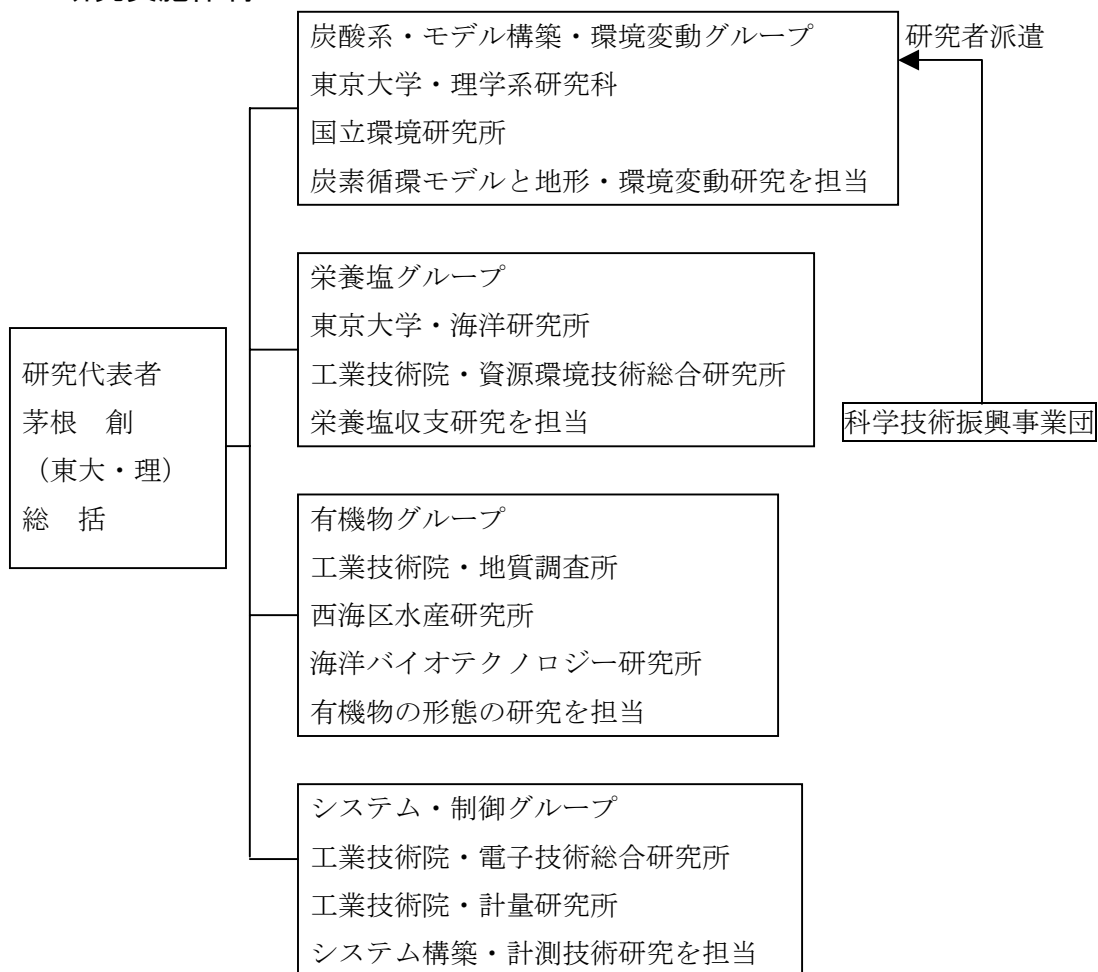 炭酸系・モデル構築・環境変動グループ
東京大学・理学系研究科
国立環境研究所
炭素循環モデルと地形・環境変動研究を担当
研究者派遣
栄養塩グループ
東京大学・海洋研究所
工業技術院・資源環境技術総合研究所
栄養塩収支研究を担当
研究代表者
茅根　創
（東大・理）
総　括
科学技術振興事業団
有機物グループ
工業技術院・地質調査所
西海区水産研究所
海洋バイオテクノロジー研究所
有機物の形態の研究を担当
システム・制御グループ
工業技術院・電子技術総合研究所
工業技術院・計量研究所
システム構築・計測技術研究を担当